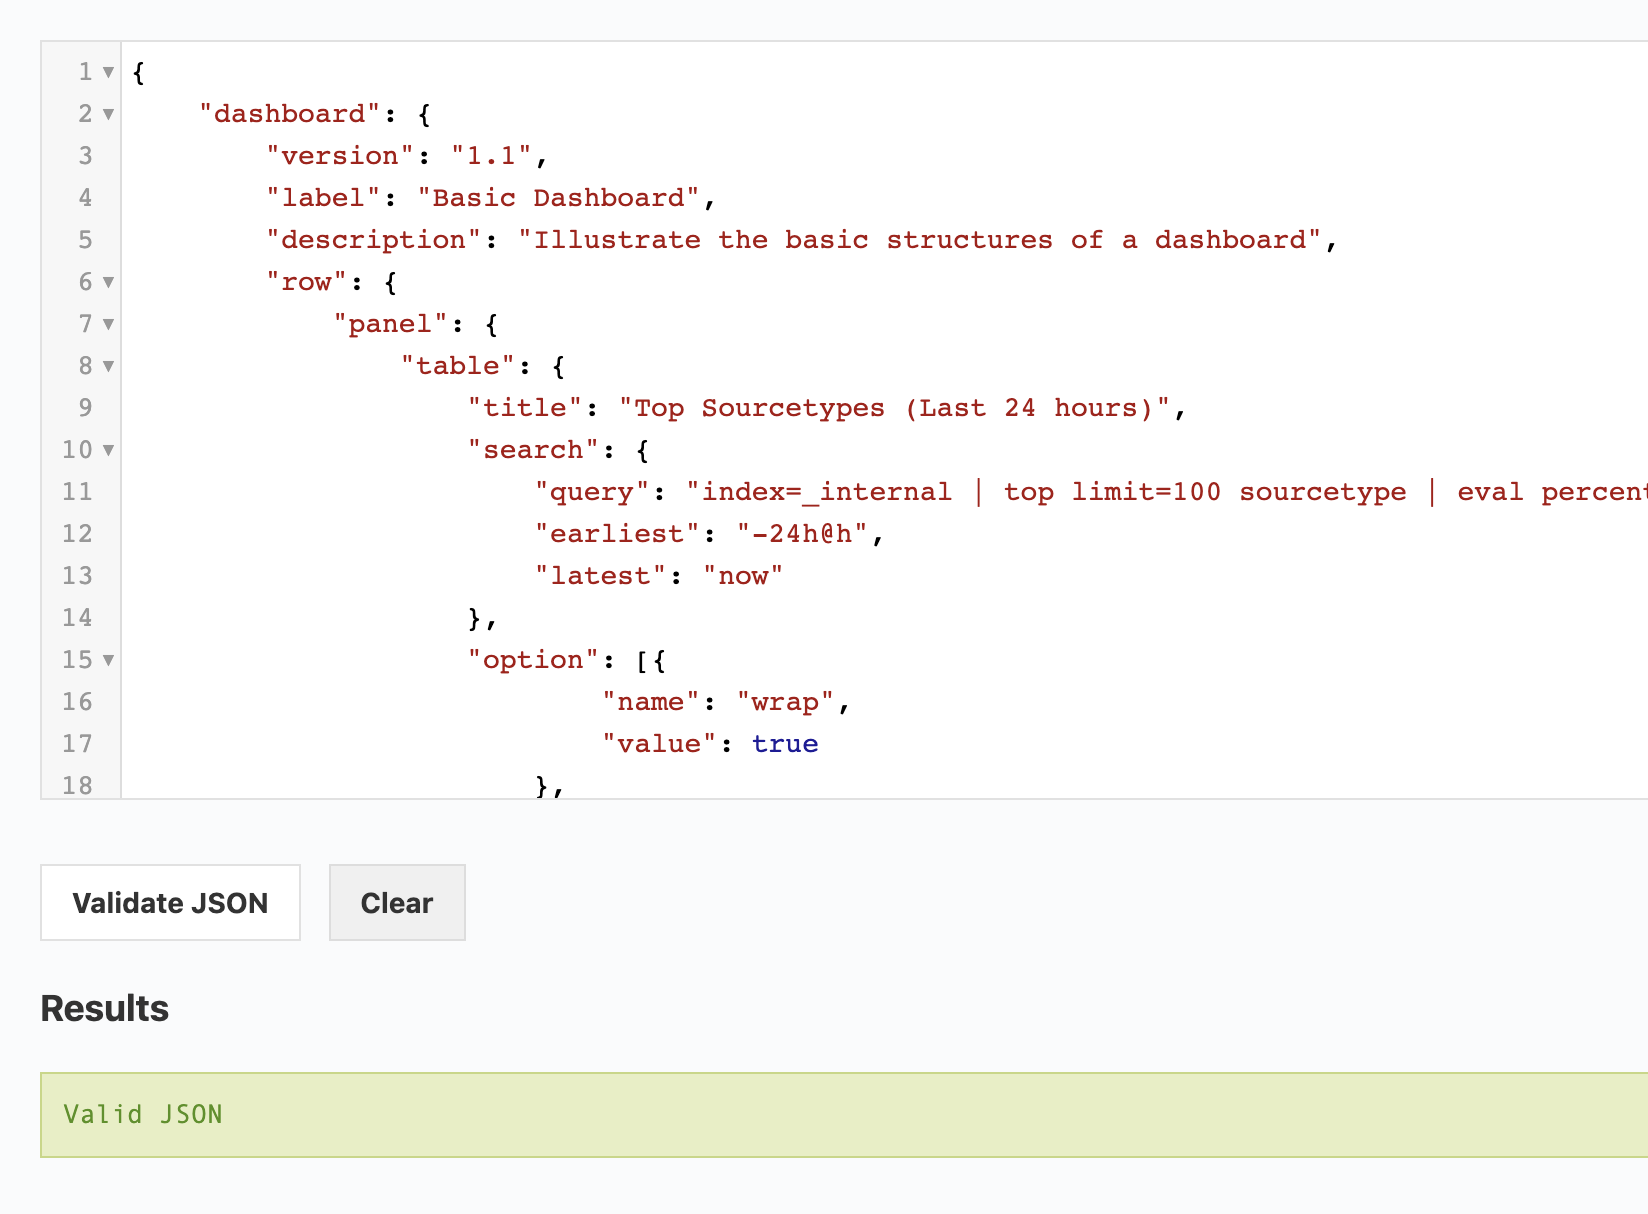 1 {
2 "dashboard": {
3 "version": "1.1",
4 "label": "Basic Dashboard",
5 "description": "Illustrate the basic structures of a dashboard",
6 "row": {
7 "panel": {
8 "table": {
9 "title": "Top Sourcetypes (Last 24 hours)",
10 "search": {
11 "query": "index=_internal | top limit=100 sourcetype | eval percent
12 "earliest": "-24h@h",
13 "latest": "now"
14 },
15 "option": [{
16 "name": "wrap",
17 "value": true
18 },
Validate JSON Clear
Results
Valid JSON